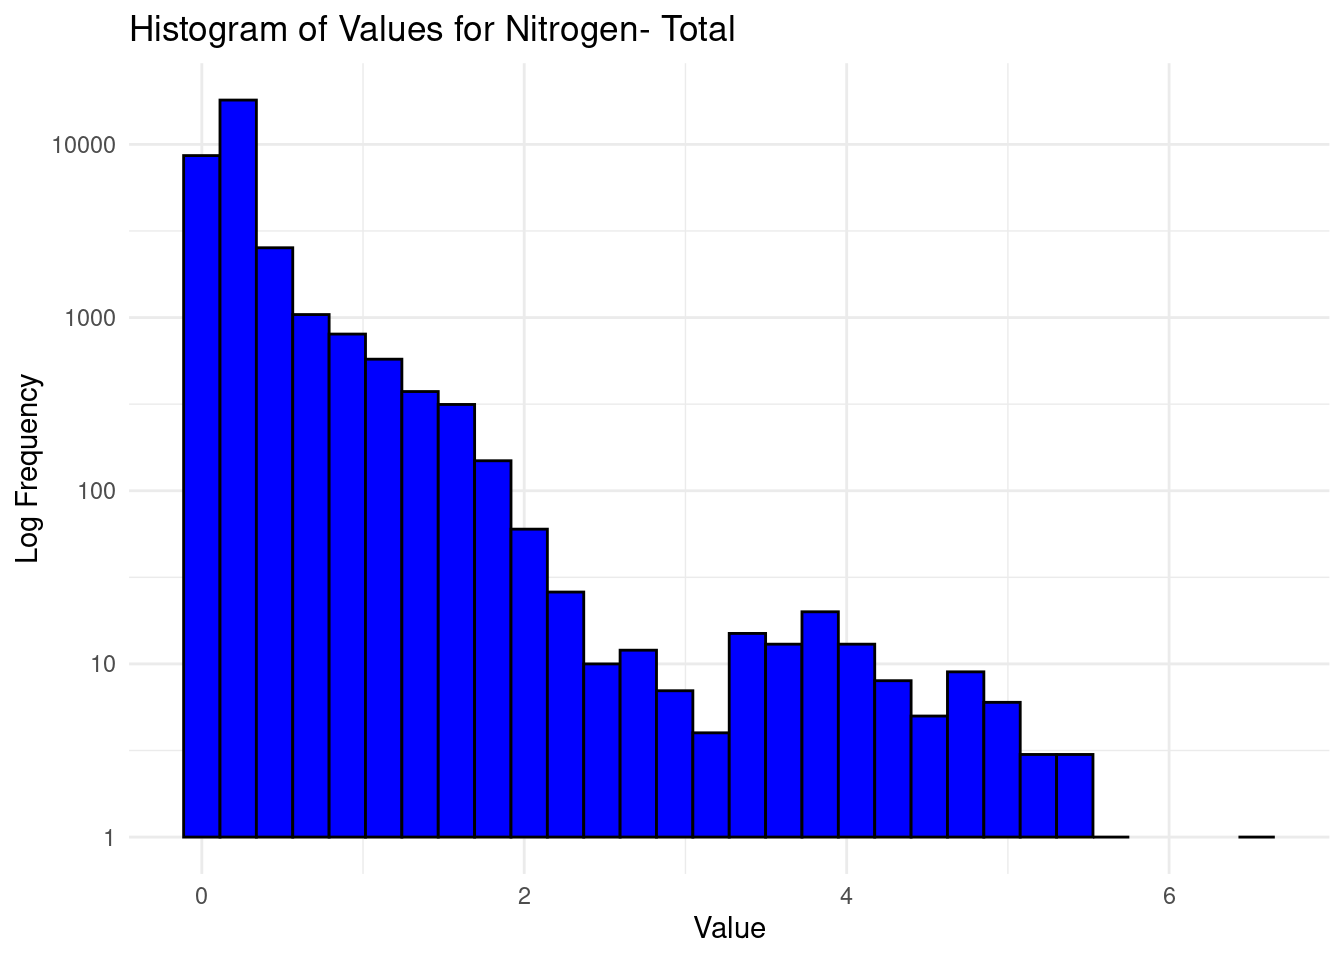 Histogram of Values for Nitrogen- Total
Log Frequency
10000
1000
100
10
1
0 2 4 6
Value